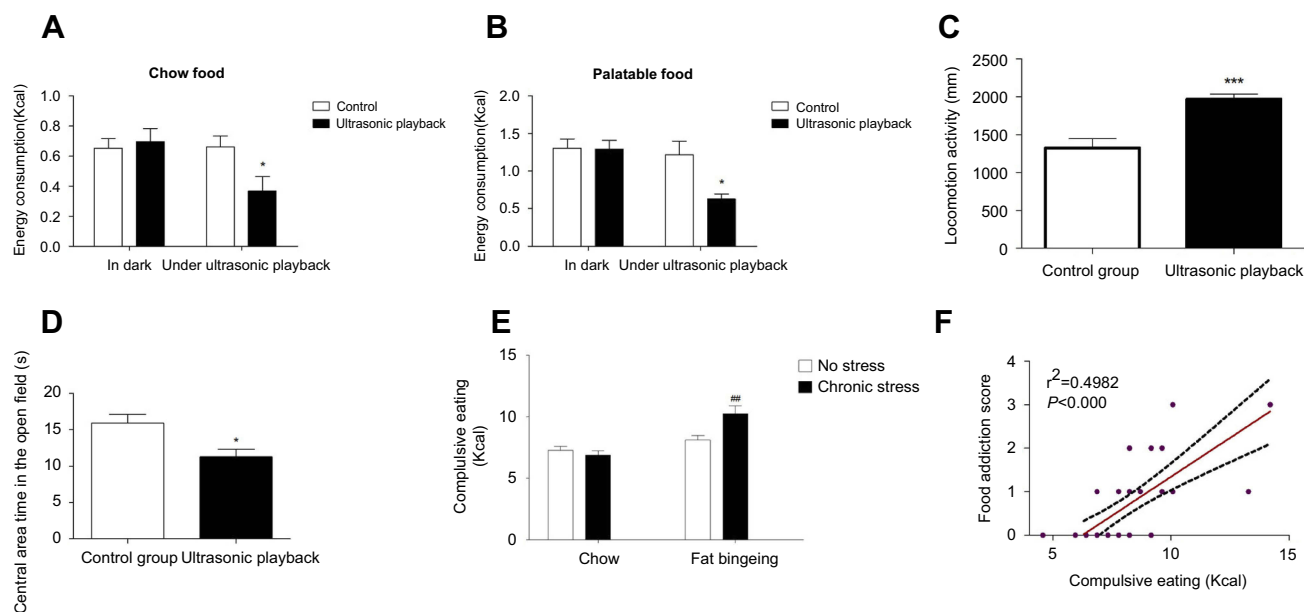 A
Chow food
Energy consumption(Kcal)
1.0
0.8
0.6
0.4
0.2
0.0
*
Control
Ultrasonic playback
In dark
Under ultrasonic playback
B
Palatable food
Energy consumption(Kcal)
2.0
1.5
1.0
0.5
0.0
*
Control
Ultrasonic playback
In dark
Under ultrasonic playback
C
Locomotion activity (mm)
2500
2000
1500
1000
500
0
***
Control group
Ultrasonic playback
D
Central area time in the open field (s)
20
15
10
5
0
*
Control group
Ultrasonic playback
E
Complulsive eating
(Kcal)
15
10
5
0
##
No stress
Chronic stress
Chow
Fat bingeing
F
Food addiction score
4
3
2
1
0
r²=0.4982
P<0.000
5
10
15
Compulsive eating (Kcal)